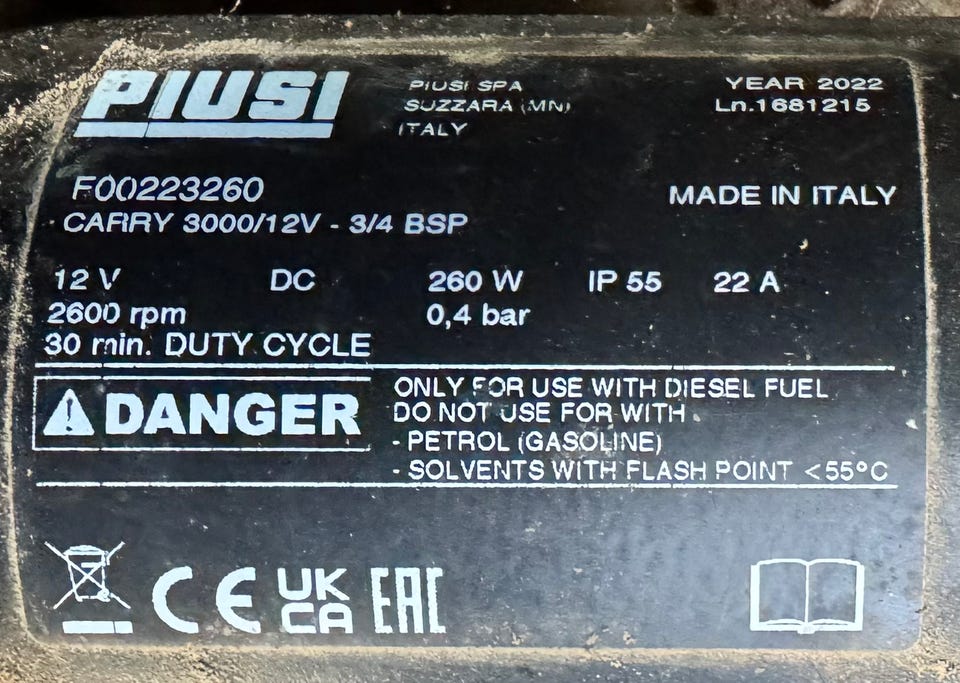 PIUSI
PIUSI SPA
SUZZARA (MN)
ITALY
YEAR 2022
Ln.1681215
F00223260
MADE IN ITALY
CARRY 3000/12V - 3/4 BSP
12 V DC 260 W IP 55 22 A
2600 rpm 0,4 bar
30 min. DUTY CYCLE
DANGER
ONLY FOR USE WITH DIESEL FUEL
DO NOT USE FOR WITH
- PETROL (GASOLINE)
- SOLVENTS WITH FLASH POINT <55°C
CE UK CA EAC